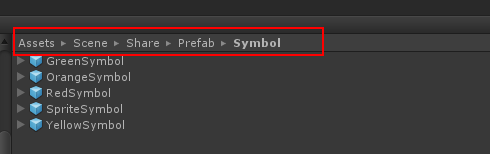 Assets ▸ Scene ▸ Share ▸ Prefab ▸ Symbol
GreenSymbol
OrangeSymbol
RedSymbol
SpriteSymbol
YellowSymbol